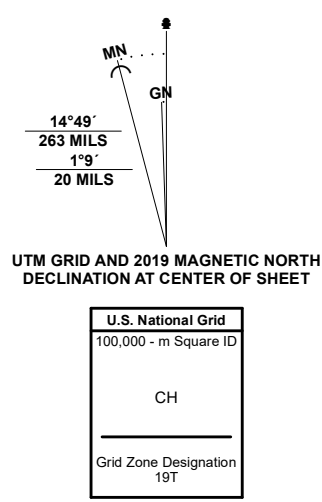 MN
GN
14°49´
263 MILS
1°9´
20 MILS
UTM GRID AND 2019 MAGNETIC NORTH
DECLINATION AT CENTER OF SHEET
U.S. National Grid
100,000 - m Square ID
CH
Grid Zone Designation
19T